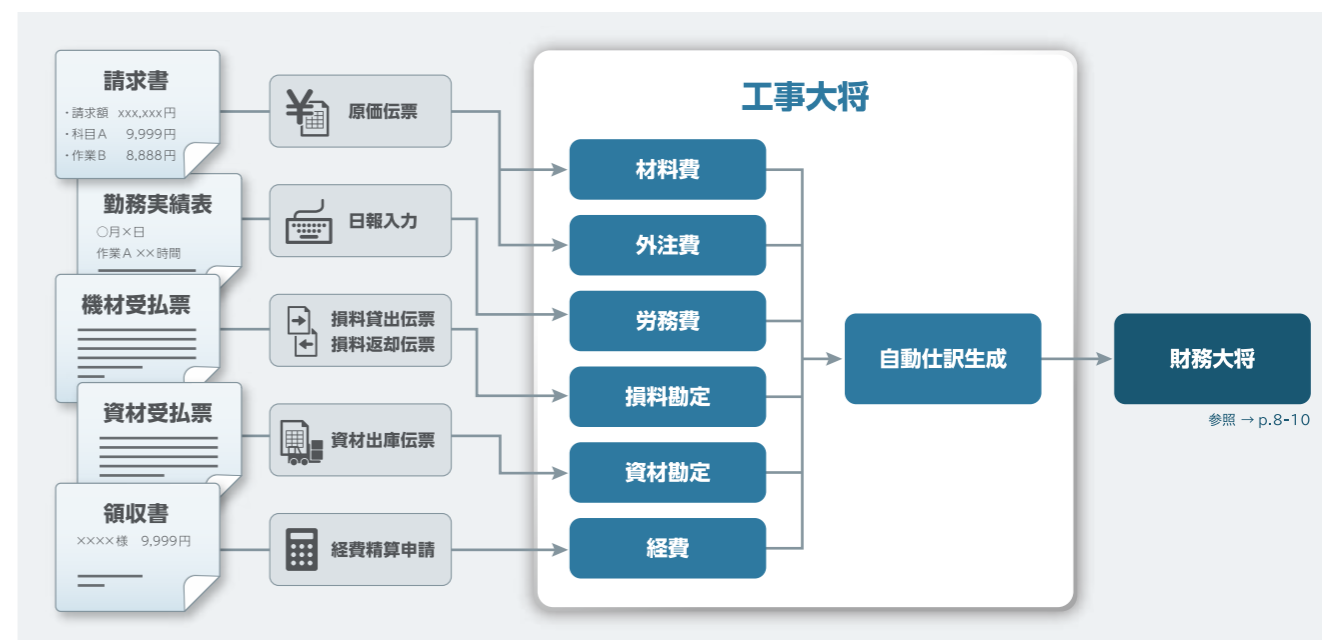 請求書
・請求額 xxx,xxx円
・科目A 9,999円
・作業B 8,888円
勤務実績表
○月×日
作業A ××時間
機材受払票
資材受払票
領収書
××××様 9,999円
原価伝票
日報入力
損料貸出伝票
損料返却伝票
資材出庫伝票
経費精算申請
工事大将
材料費
外注費
労務費
損料勘定
資材勘定
経費
自動仕訳生成
財務大将
参照 → p.8-10